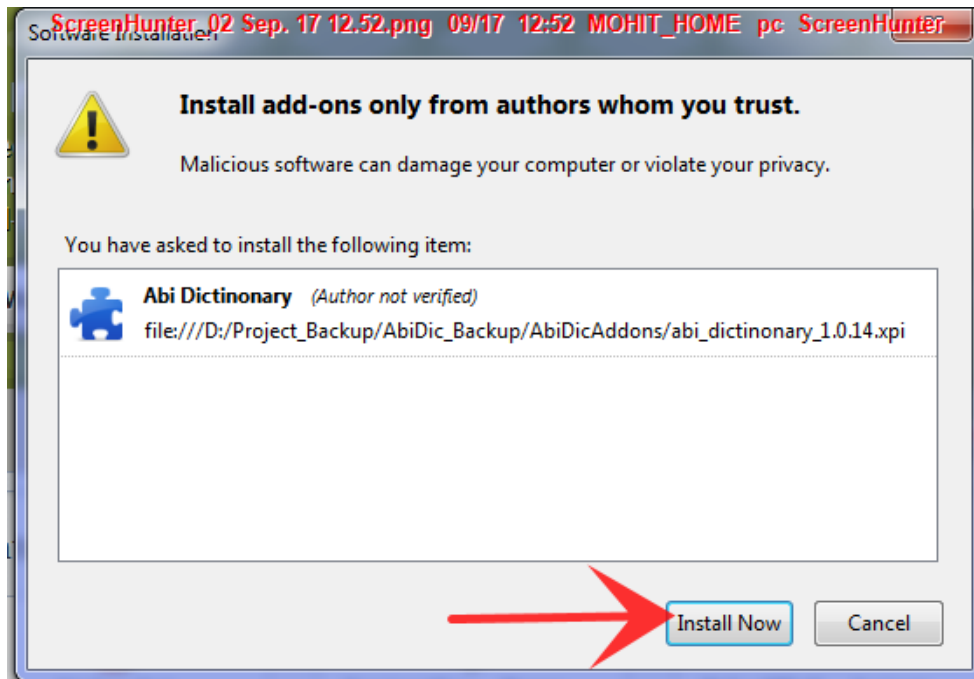 ScreenHunter_02 Sep. 17 12.52.png 09/17 12:52 MOHIT_HOME pc ScreenHunter
Software Installation
Install add-ons only from authors whom you trust.
Malicious software can damage your computer or violate your privacy.
You have asked to install the following item:
Abi Dictinonary (Author not verified)
file:///D:/Project_Backup/AbiDic_Backup/AbiDicAddons/abi_dictinonary_1.0.14.xpi
Install Now Cancel